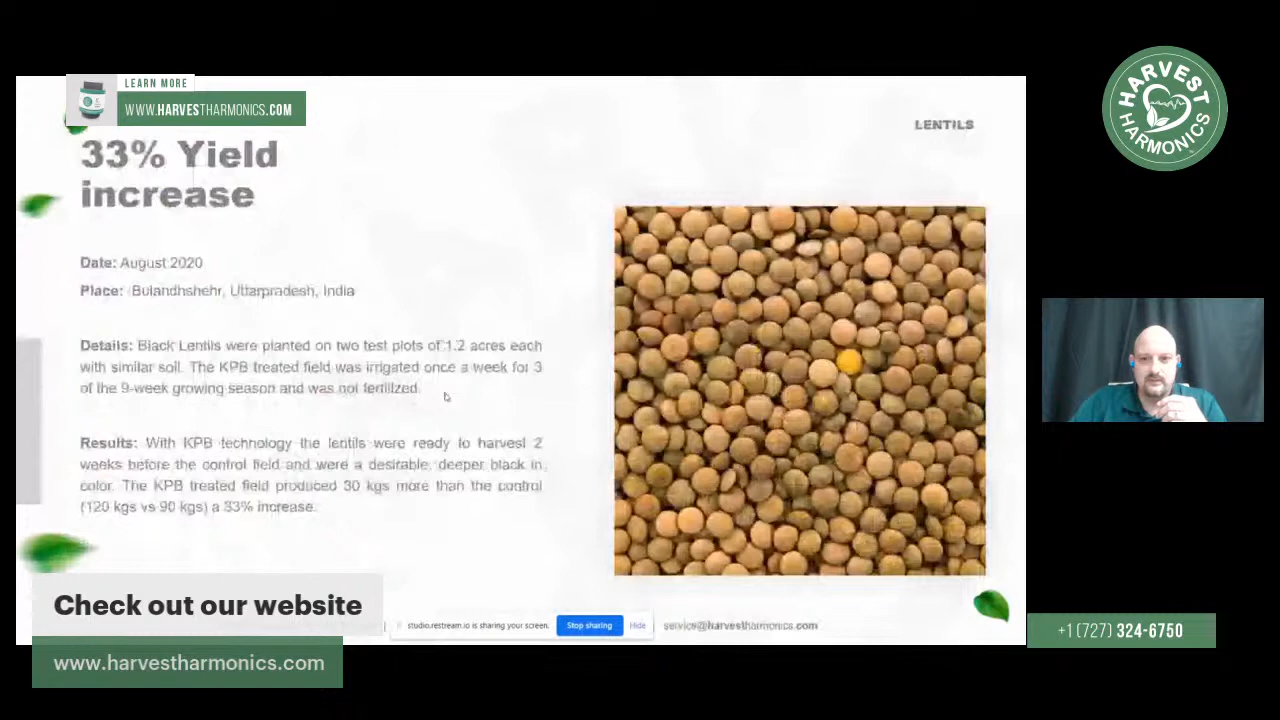 LEARN MORE
WWW.HARVESTHARMONICS.COM
HARVEST
HARMONICS
LENTILS
33% Yield
increase
Date: August 2020
Place: Bulandhshehr, Uttarpradesh, India
Details: Black Lentils were planted on two test plots of 1.2 acres each
with similar soil. The KPB treated field was irrigated once a week for 3
of the 9-week growing season and was not fertilized.
Results: With KPB technology the lentils were ready to harvest 2
weeks before the control field and were a desirable, deeper black in
color. The KPB treated field produced 30 kgs more than the control
(120 kgs vs 90 kgs) a 33% increase.
Check out our website
www.harvestharmonics.com
studio.restream.io is sharing your screen.
Stop sharing
Hide
service@harvestharmonics.com
+1 (727) 324-6750